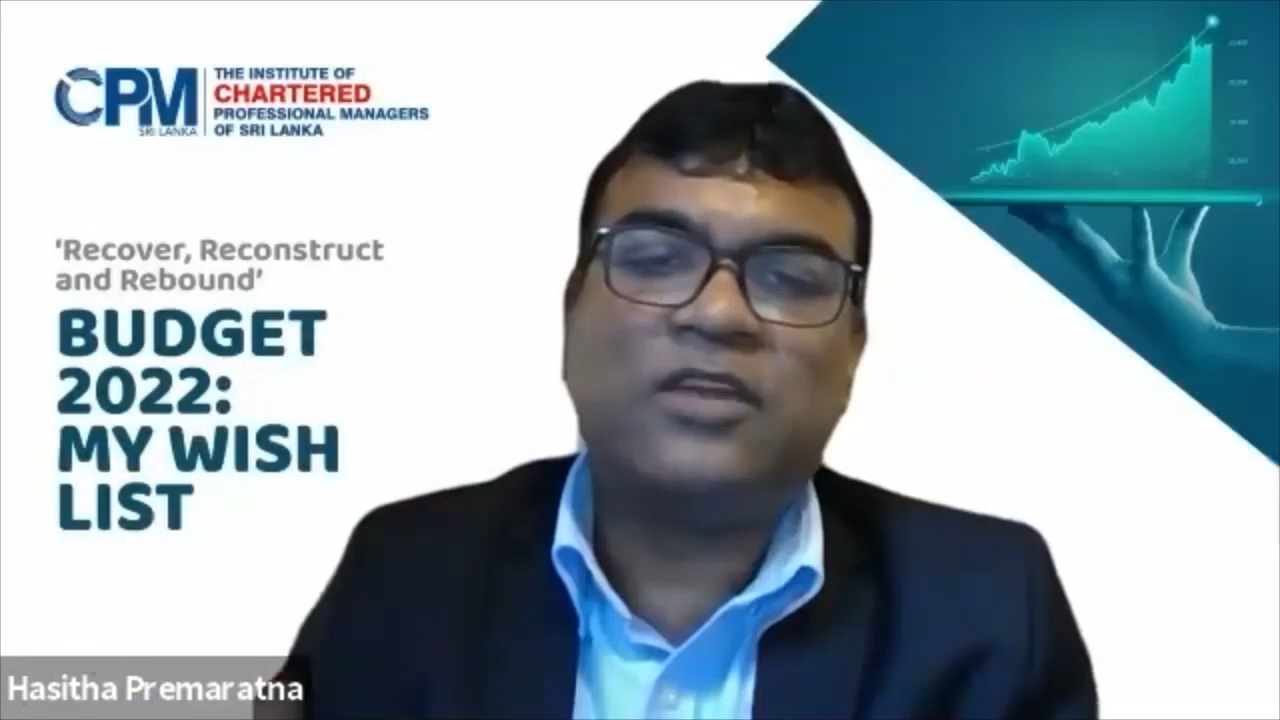 CPM
SRI LANKA
THE INSTITUTE OF
CHARTERED
PROFESSIONAL MANAGERS
OF SRI LANKA
'Recover, Reconstruct
and Rebound'
BUDGET
2022:
MY WISH
LIST
Hasitha Premaratna